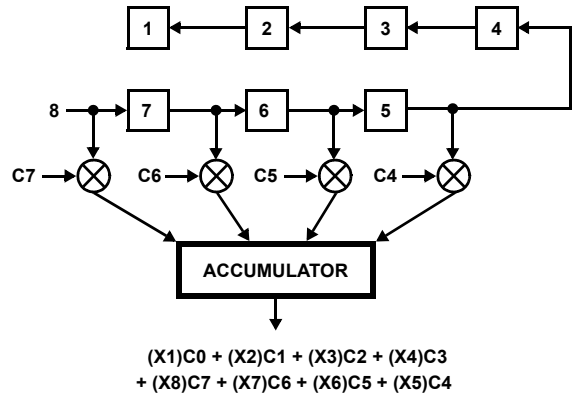 1 2 3 4
8 7 6 5
C7 C6 C5 C4
ACCUMULATOR
(X1)C0 + (X2)C1 + (X3)C2 + (X4)C3
+ (X8)C7 + (X7)C6 + (X6)C5 + (X5)C4